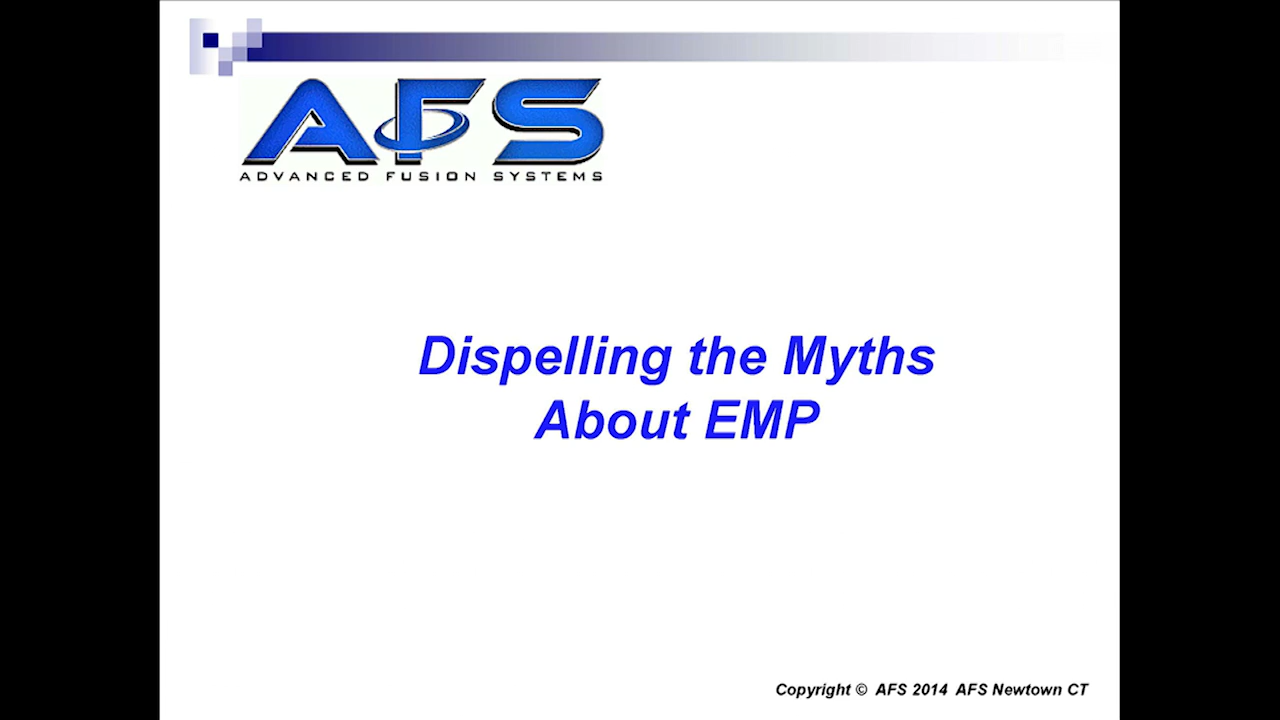 AFS
ADVANCED FUSION SYSTEMS
Dispelling the Myths
About EMP
Copyright © AFS 2014 AFS Newtown CT